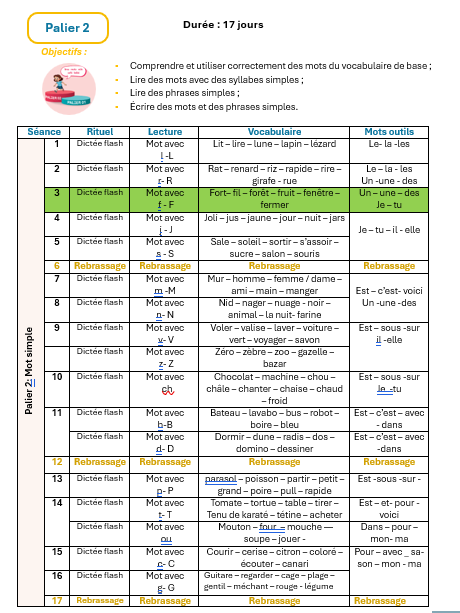 Palier 2
Durée : 17 jours
Objectifs :
Comprendre et utiliser correctement des mots du vocabulaire de base ;
Lire des mots avec des syllabes simples ;
Lire des phrases simples ;
Écrire des mots et des phrases simples.
Séance Rituel Lecture Vocabulaire Mots outils
Palier 2: Mot simple
1 Dictée flash Mot avec l -L Lit – lire – lune – lapin – lézard Le- la -les
2 Dictée flash Mot avec r- R Rat – renard – riz – rapide – rire – girafe - rue Le – la - les Un -une - des
3 Dictée flash Mot avec f - F Fort– fil – forêt – fruit – fenêtre – fermer Un – une – des Je – tu
4 Dictée flash Mot avec j - J Joli – jus – jaune – jour – nuit – jars Je – tu – il - elle
5 Dictée flash Mot avec s - S Sale – soleil – sortir – s'assoir – sucre – salon – souris
6 Rebrassage Rebrassage Rebrassage Rebrassage
7 Dictée flash Mot avec m -M Mur – homme – femme / dame – ami – main – manger Est – c'est- voici
8 Dictée flash Mot avec n- N Nid – nager – nuage - noir – animal – la nuit- farine Un -une -des
9 Dictée flash Mot avec v- V Voler – valise – laver – voiture – vert – voyager – savon Est – sous -sur il -elle
Dictée flash Mot avec z- Z Zéro – zèbre – zoo – gazelle – bazar
10 Dictée flash Mot avec ch Chocolat – machine – chou – châle – chanter – chaise – chaud – froid Est – sous -sur Je -tu
11 Dictée flash Mot avec b-B Bateau – lavabo – bus – robot – boire – bleu Est – c'est – avec - dans
Dictée flash Mot avec d- D Dormir – dune – radis – dos – domino – dessiner Est – c'est – avec -dans
12 Rebrassage Rebrassage Rebrassage Rebrassage
13 Dictée flash Mot avec p- P parasol – poisson – partir – petit – grand – poire – pull – rapide Est -sous -sur -
14 Dictée flash Mot avec t- T Tomate – tortue – table – tirer – Tenu de karaté – tétine – acheter Est – et- pour - voici
Dictée flash Mot avec ou Mouton – four – mouche — soupe – jouer - Dans – pour – mon- ma
15 Dictée flash Mot avec c- C Courir – cerise – citron – coloré – écouter – canari Pour – avec _ sa- son – mon - ma
16 Dictée flash Mot avec g- G Guitare – regarder – cage – plage – gentil – méchant – rouge - légume
17 Rebrassage Rebrassage Rebrassage Rebrassage